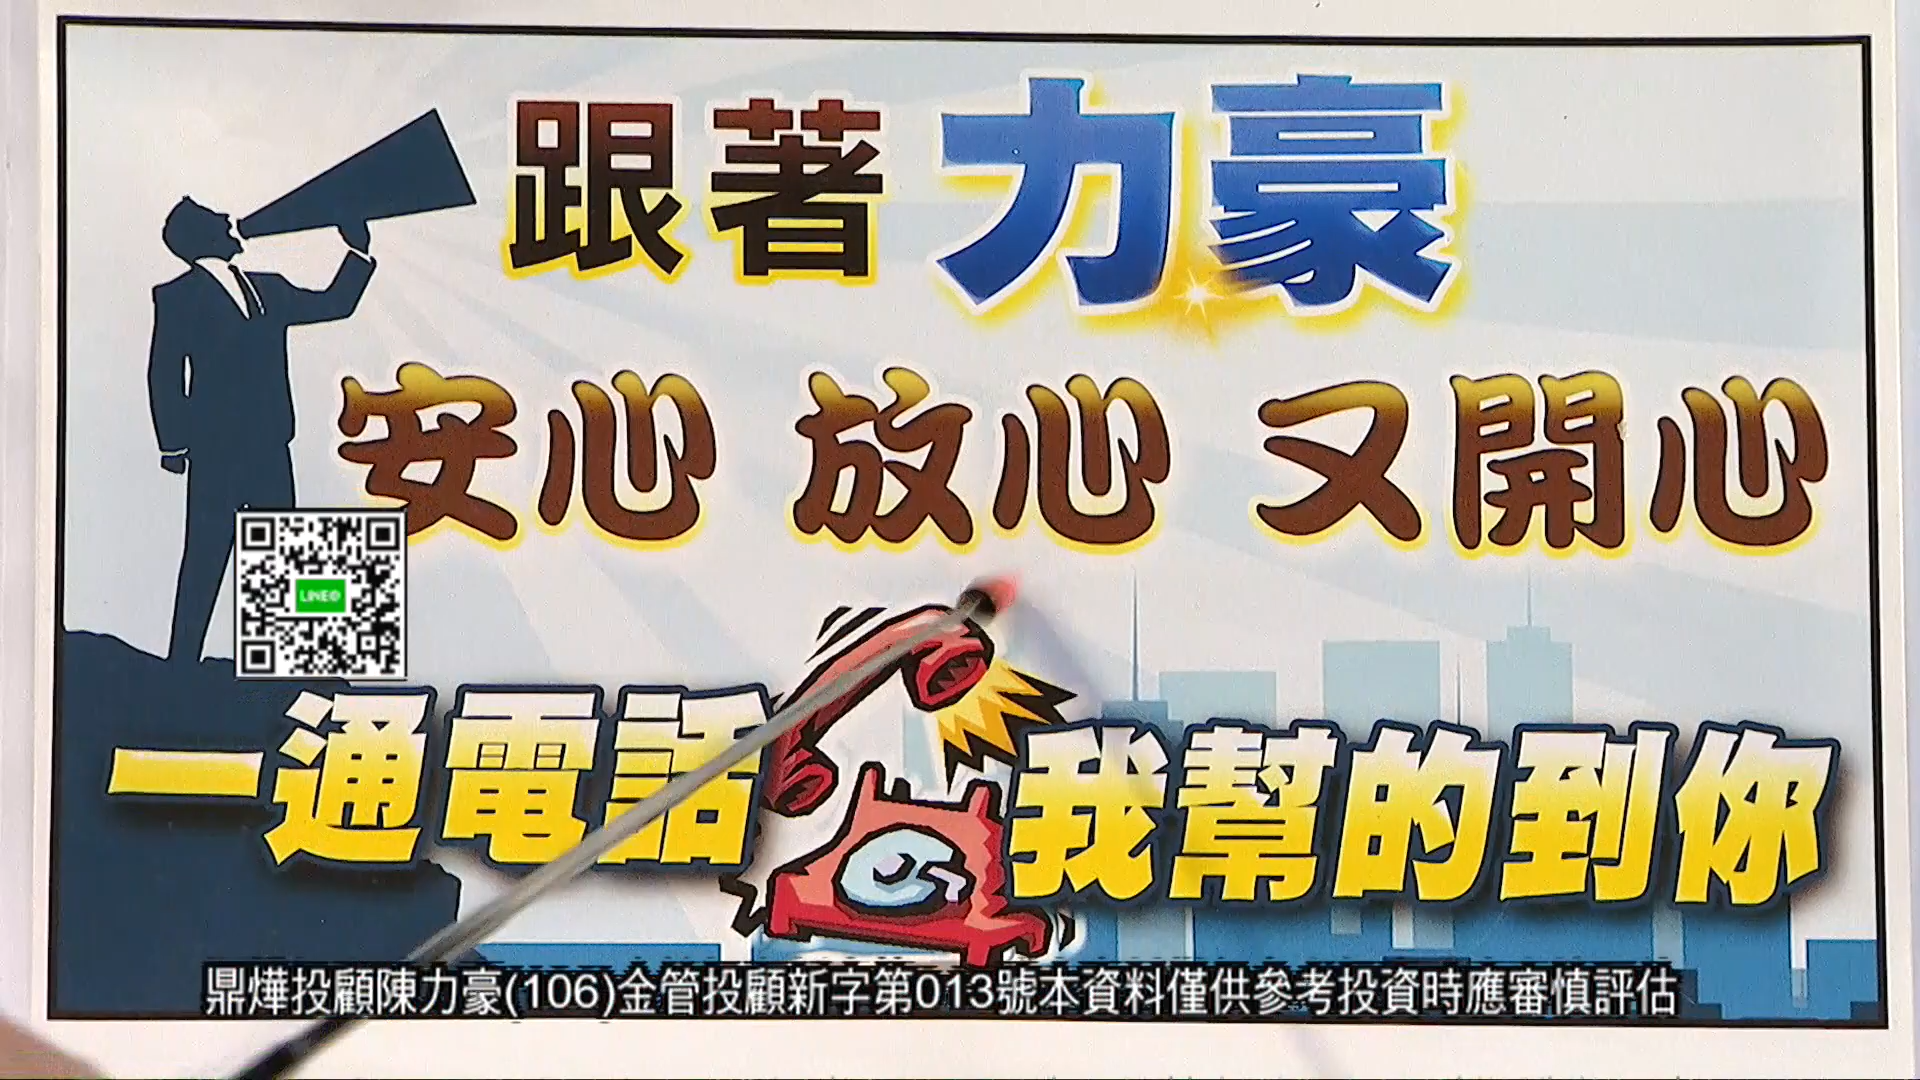 跟著力豪
安心 放心 又開心
LINE@
一通電話 我幫的到你
鼎燁投顧陳力豪(106)金管投顧新字第013號本資料僅供參考投資時應審慎評估